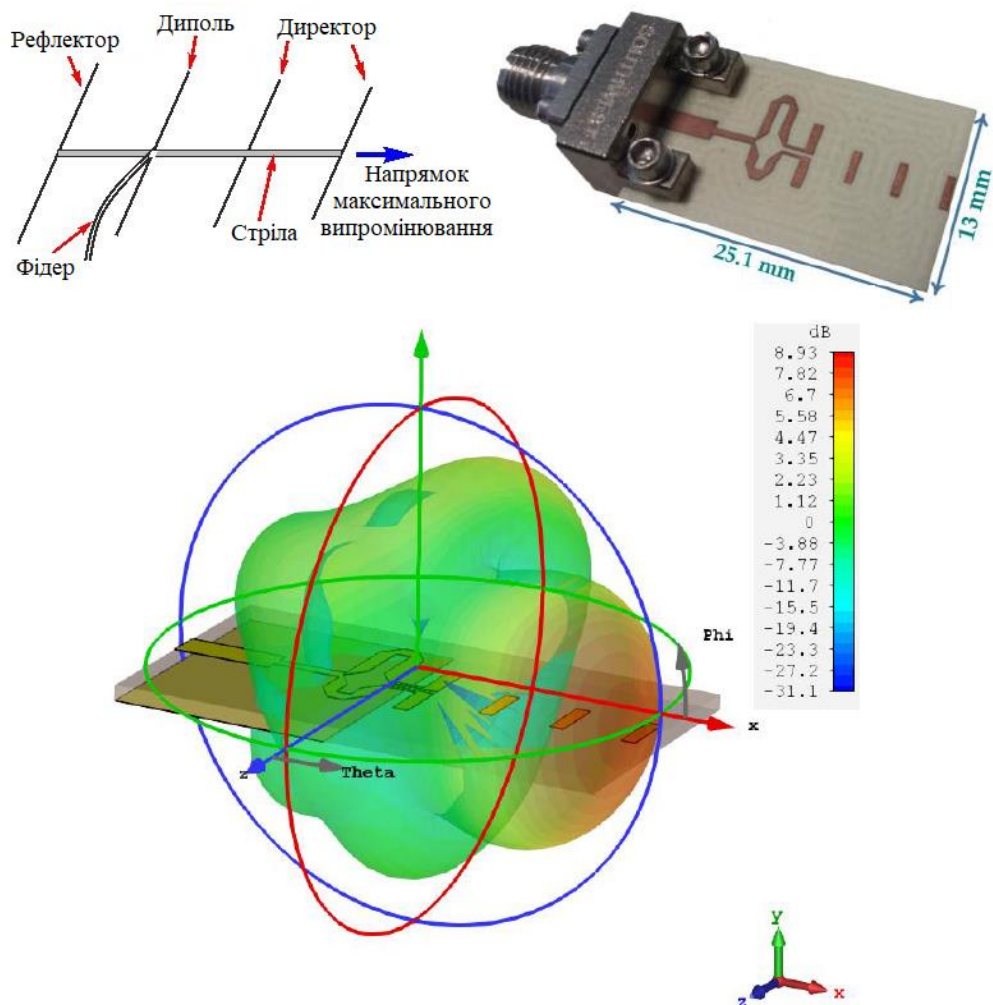 Рефлектор
Диполь
Директор
Напрямок
максимального
випромінювання
Стріла
Фідер
25.1 mm
13 mm
dB
8.93
7.82
6.7
5.58
4.47
3.35
2.23
1.12
0
-3.88
-7.77
-11.7
-15.5
-19.4
-23.3
-27.2
-31.1
Phi
x
z
Theta
y
z
x